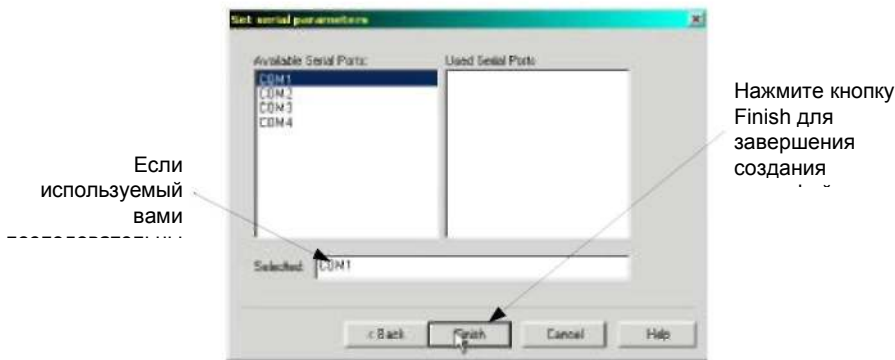 Set serial parameters
Available Serial Ports:
Used Serial Ports
COM1
COM2
COM3
COM4
Selected:
COM1
< Back
Finish
Cancel
Help
Если
используемый
вами
Нажмите кнопку
Finish для
завершения
создания